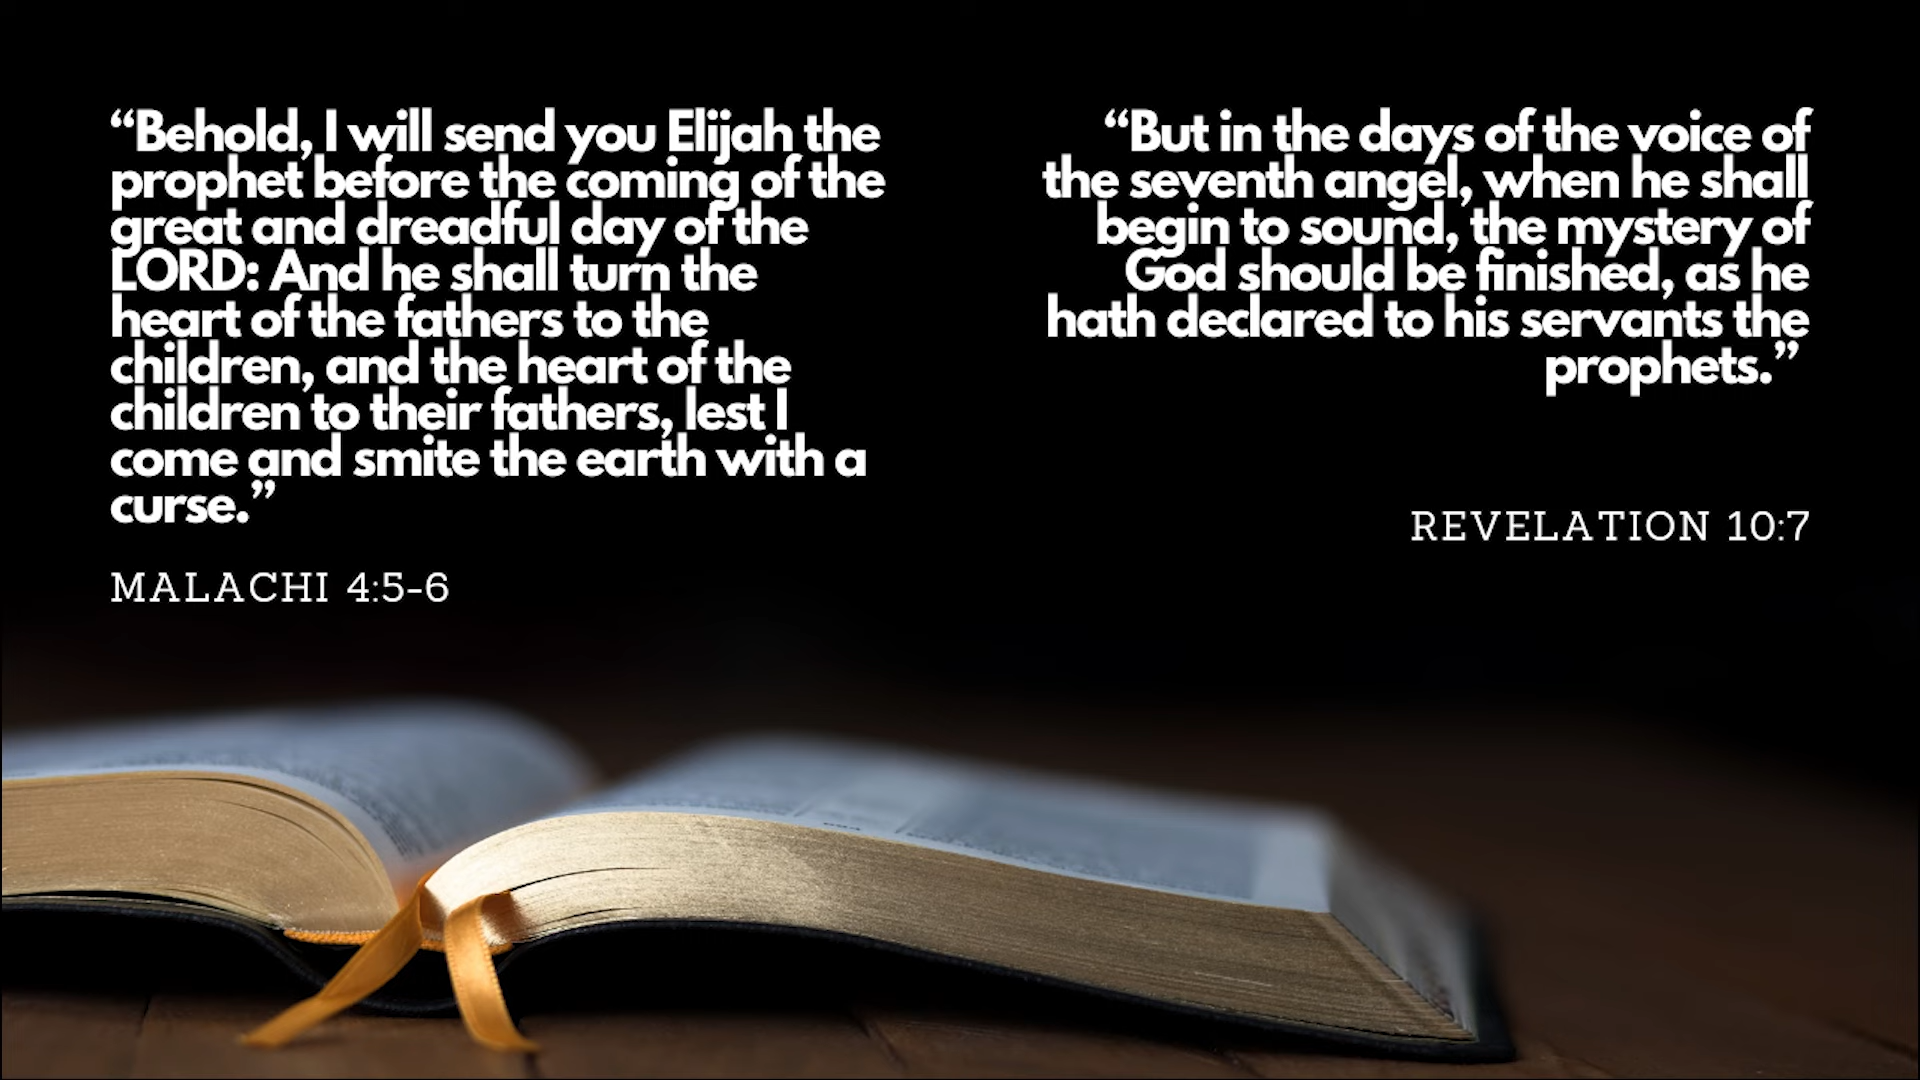 “Behold, I will send you Elijah the
prophet before the coming of the
great and dreadful day of the
LORD: And he shall turn the
heart of the fathers to the
children, and the heart of the
children to their fathers, lest I
come and smite the earth with a
curse.”
MALACHI 4:5-6
“But in the days of the voice of
the seventh angel, when he shall
begin to sound, the mystery of
God should be finished, as he
hath declared to his servants the
prophets.”
REVELATION 10:7